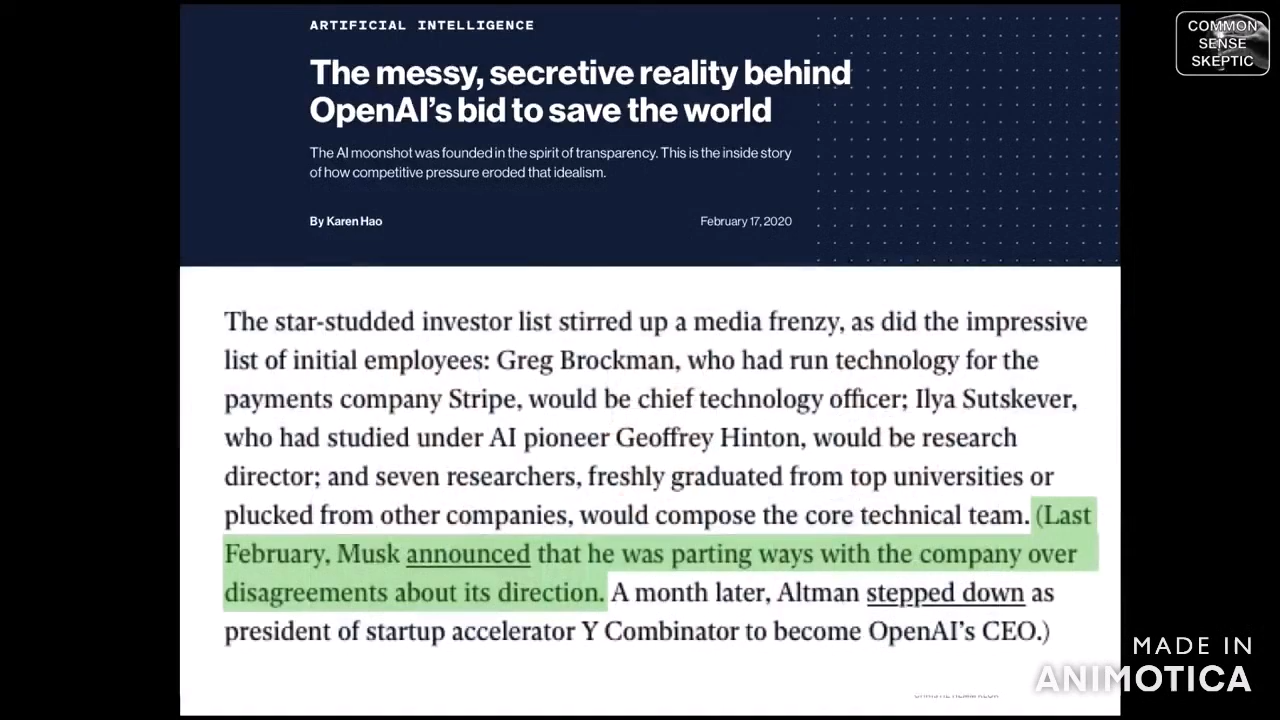 ARTIFICIAL INTELLIGENCE
The messy, secretive reality behind
OpenAI's bid to save the world
The AI moonshot was founded in the spirit of transparency. This is the inside story
of how competitive pressure eroded that idealism.
By Karen Hao
February 17, 2020
COMMON
SENSE
SKEPTIC
The star-studded investor list stirred up a media frenzy, as did the impressive
list of initial employees: Greg Brockman, who had run technology for the
payments company Stripe, would be chief technology officer; Ilya Sutskever,
who had studied under AI pioneer Geoffrey Hinton, would be research
director; and seven researchers, freshly graduated from top universities or
plucked from other companies, would compose the core technical team. (Last
February, Musk announced that he was parting ways with the company over
disagreements about its direction. A month later, Altman stepped down as
president of startup accelerator Y Combinator to become OpenAI's CEO.)
MADE IN
ANIMOTICA